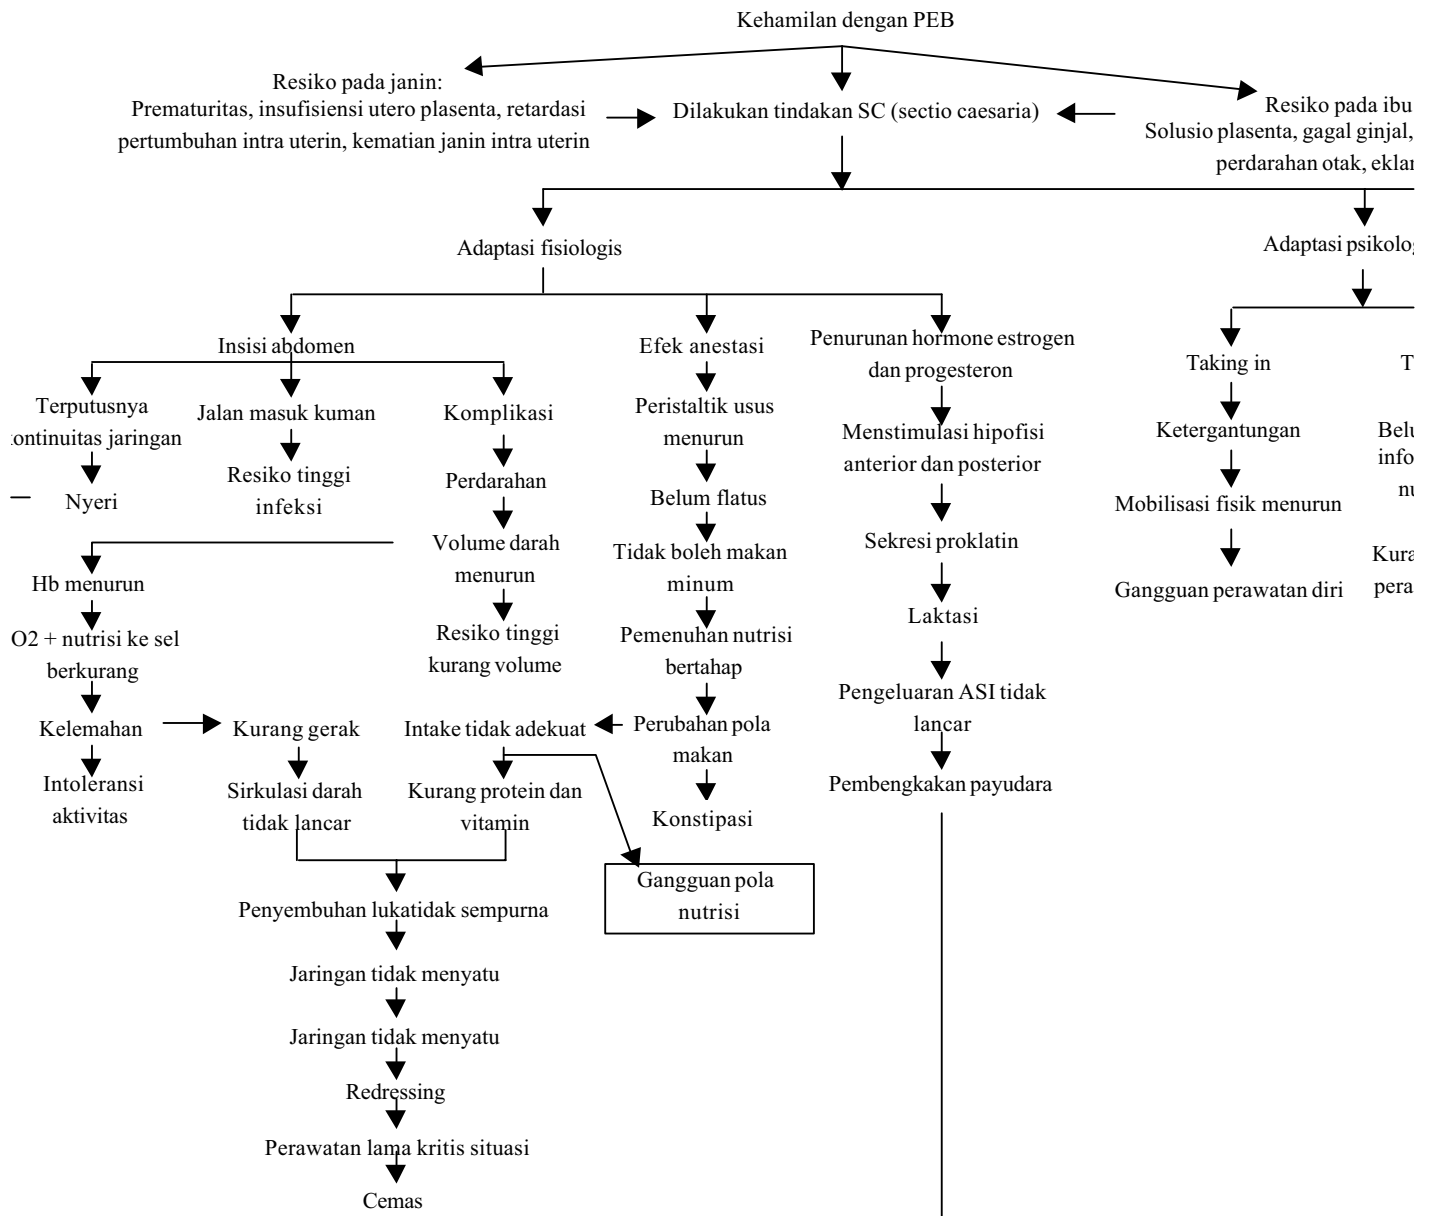 Kehamilan dengan PEB
Resiko pada janin:
Prematuritas, insufisiensi utero plasenta, retardasi
pertumbuhan intra uterin, kematian janin intra uterin
Dilakukan tindakan SC (sectio caesaria)
Resiko pada ibu
Solusio plasenta, gagal ginjal,
perdarahan otak,
Adaptasi fisiologis
Adaptasi
Insisi abdomen
Terputusnya
jaringan
Nyeri
Jalan masuk kuman
Resiko tinggi
infeksi
Komplikasi
Perdarahan
Volume darah
menurun
Resiko tinggi
kurang volume
Hb menurun
O2 + nutrisi ke sel
berkurang
Kelemahan
Intoleransi
aktivitas
Kurang gerak
Sirkulasi darah
tidak lancar
Efek anestasi
Peristaltik usus
menurun
Belum flatus
Tidak boleh makan
minum
Pemenuhan nutrisi
bertahap
Perubahan pola
makan
Konstipasi
Intake tidak adekuat
Kurang protein dan
vitamin
Gangguan pola
nutrisi
Penyembuhan lukatidak sempurna
Jaringan tidak menyatu
Jaringan tidak menyatu
Redressing
Perawatan lama kritis situasi
Cemas
Penurunan hormone estrogen
dan progesteron
Menstimulasi hipofisi
anterior dan posterior
Sekresi proklatin
Laktasi
Pengeluaran ASI tidak
lancar
Pembengkakan payudara
Taking in
Ketergantungan
Mobilisasi fisik menurun
Gangguan perawatan diri